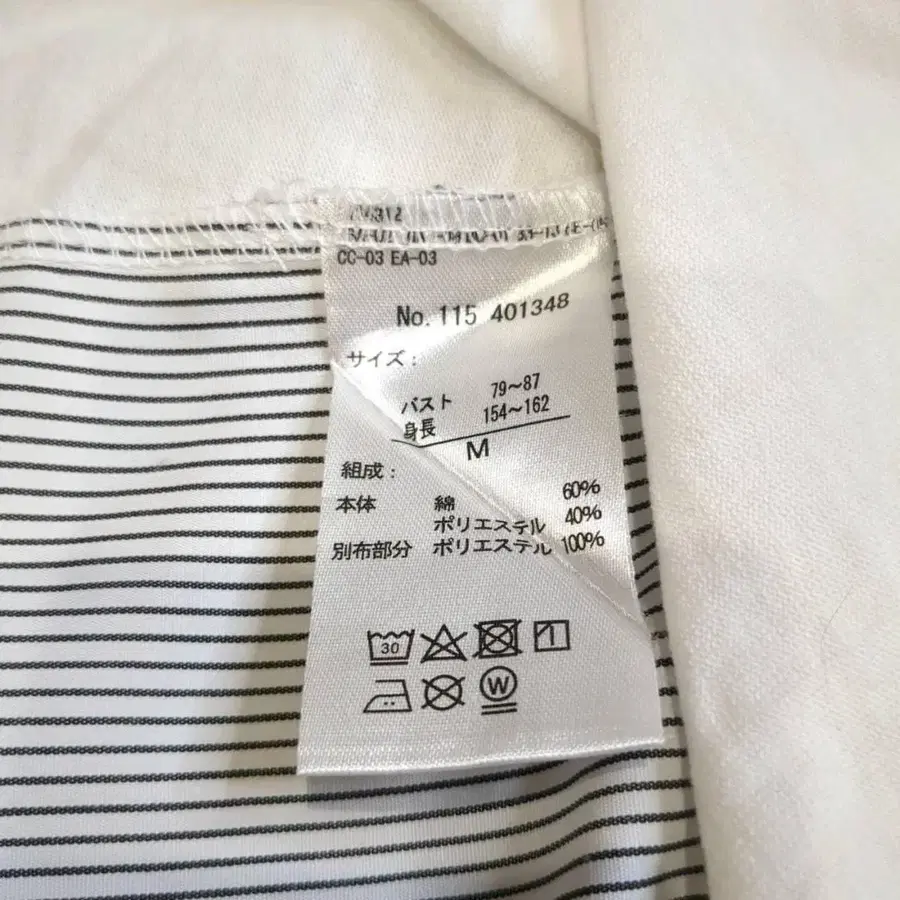 CC-03 EA-03
No. 115 401348
サイズ:
バスト 79~87
身長 154~162
M
組成:
本体 綿 60%
ポリエステル 40%
別布部分 ポリエステル 100%
30
W